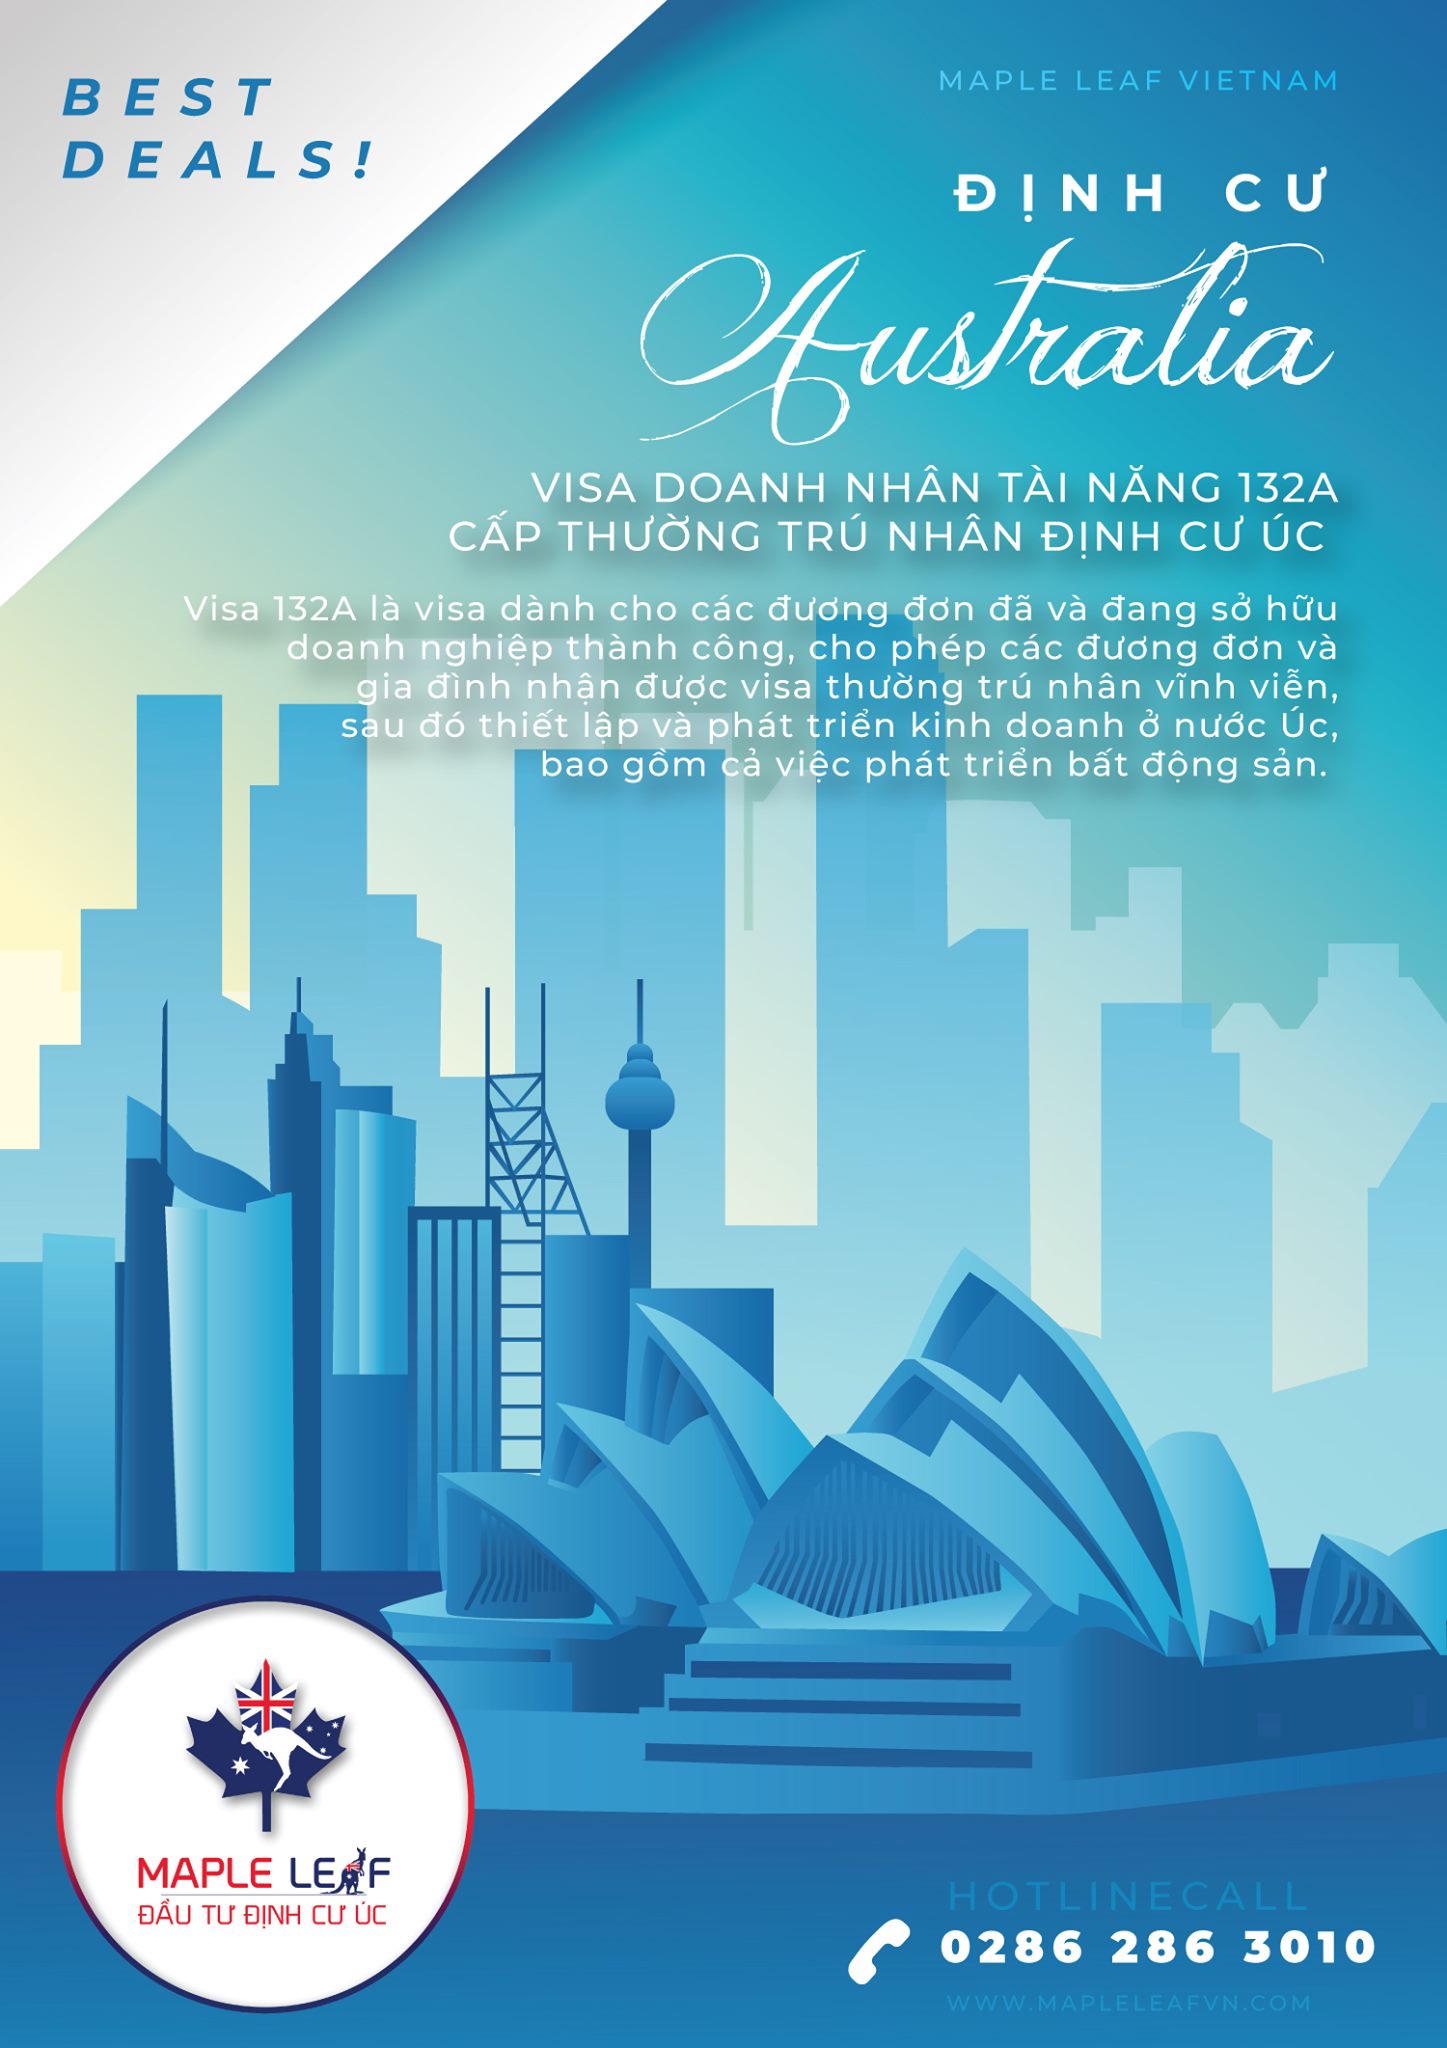 BEST
DEALS!
MAPLE LEAF VIETNAM
ĐỊNH CƯ
Australia
VISA DOANH NHÂN TÀI NĂNG 132A
CẤP THƯỜNG TRÚ NHÂN ĐỊNH CƯ ÚC
Visa 132A là visa dành cho các đương đơn đã và đang sở hữu
doanh nghiệp thành công, cho phép các đương đơn và
gia đình nhận được visa thường trú nhân vĩnh viễn,
sau đó thiết lập và phát triển kinh doanh ở nước Úc,
bao gồm cả việc phát triển bất động sản.
MAPLE LEAF
ĐẦU TƯ ĐỊNH CƯ ÚC
HOTLINECALL
0286 286 3010
WWW.MAPLELEAFVN.COM